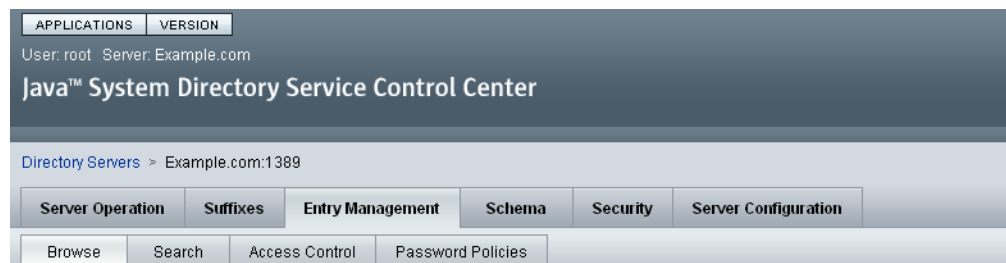 APPLICATIONS VERSION
User: root Server: Example.com
Java™ System Directory Service Control Center
Directory Servers > Example.com:1389
Server Operation Suffixes Entry Management Schema Security Server Configuration
Browse Search Access Control Password Policies